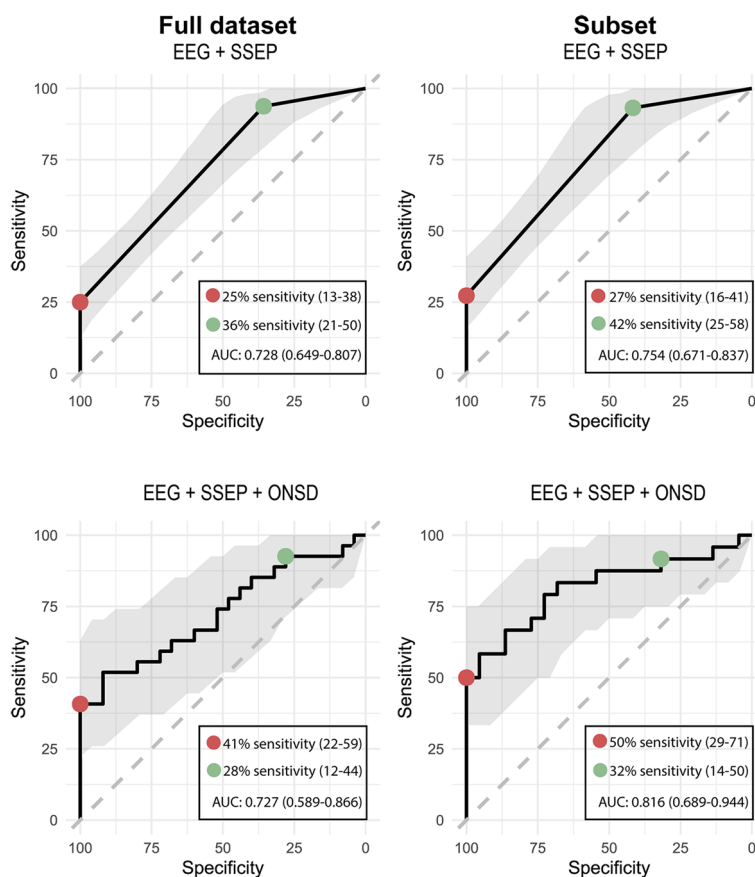 Full dataset
EEG + SSEP
Sensitivity
100
75
50
25
0
25% sensitivity (13-38)
36% sensitivity (21-50)
AUC: 0.728 (0.649-0.807)
100 75 50 25 0
Specificity
Subset
EEG + SSEP
Sensitivity
100
75
50
25
0
27% sensitivity (16-41)
42% sensitivity (25-58)
AUC: 0.754 (0.671-0.837)
100 75 50 25 0
Specificity
EEG + SSEP + ONSD
Sensitivity
100
75
50
25
0
41% sensitivity (22-59)
28% sensitivity (12-44)
AUC: 0.727 (0.589-0.866)
100 75 50 25 0
Specificity
EEG + SSEP + ONSD
Sensitivity
100
75
50
25
0
50% sensitivity (29-71)
32% sensitivity (14-50)
AUC: 0.816 (0.689-0.944)
100 75 50 25 0
Specificity